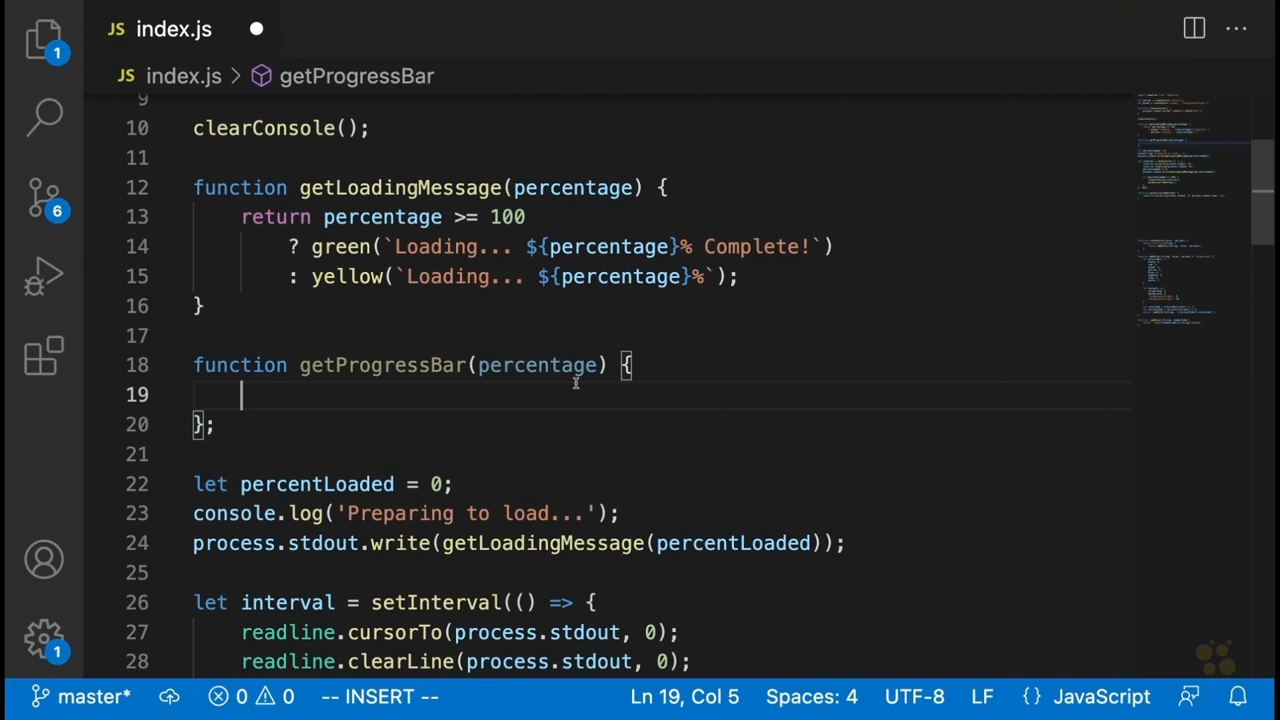 JS index.js
JS index.js > getProgressBar
9
10 clearConsole();
11
12 function getLoadingMessage(percentage) {
13 return percentage >= 100
14 ? green(`Loading... ${percentage}% Complete!`)
15 : yellow(`Loading... ${percentage}%`);
16 }
17
18 function getProgressBar(percentage) {
19
20 };
21
22 let percentLoaded = 0;
23 console.log('Preparing to load...');
24 process.stdout.write(getLoadingMessage(percentLoaded));
25
26 let interval = setInterval(() => {
27 readline.cursorTo(process.stdout, 0);
28 readline.clearLine(process.stdout, 0);
1
6
1
master* 0 0 -- INSERT -- Ln 19, Col 5 Spaces: 4 UTF-8 LF {} JavaScript